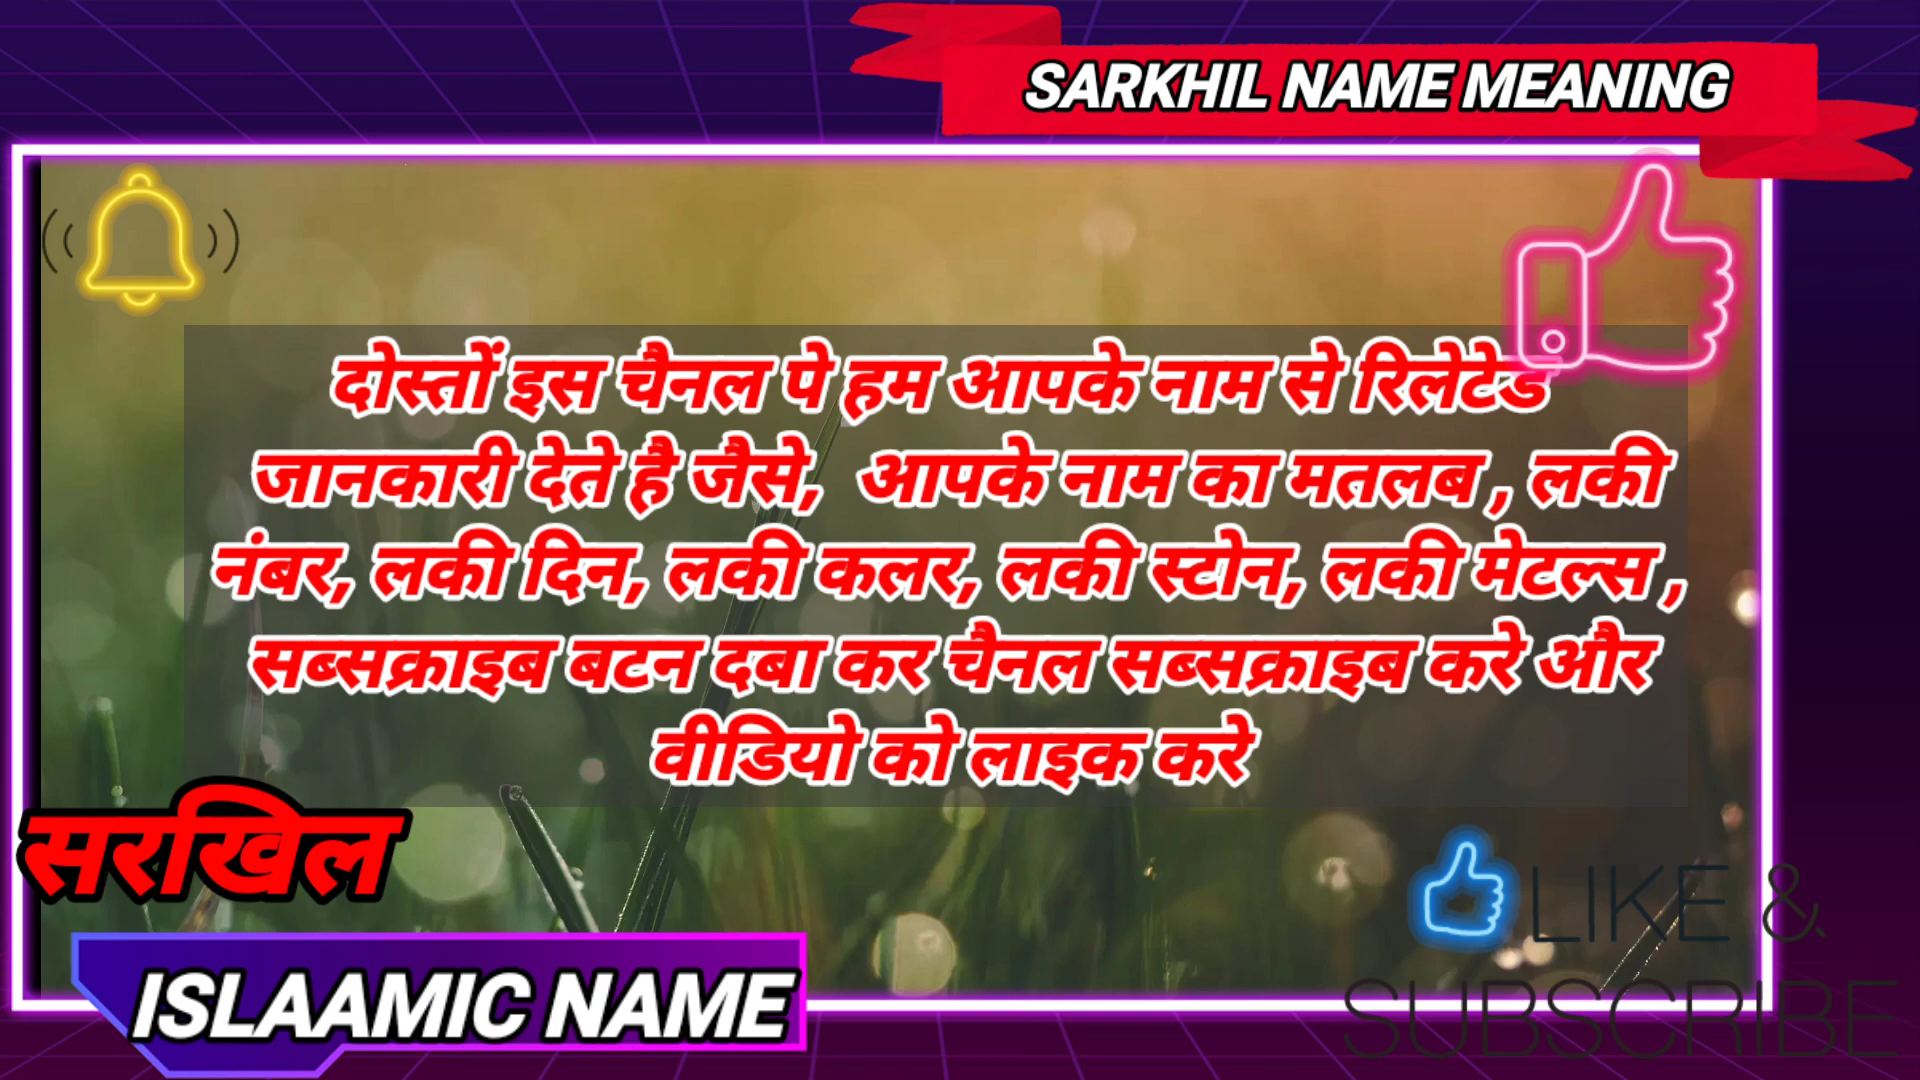 SARKHIL NAME MEANING
दोस्तों इस चैनल पे हम आपके नाम से रिलेटेड
जानकारी देते है जैसे, आपके नाम का मतलब , लकी
नंबर, लकी दिन, लकी कलर, लकी स्टोन, लकी मेटल्स ,
सब्सक्राइब बटन दबा कर चैनल सब्सक्राइब करे और
वीडियो को लाइक करे
सरखिल
ISLAAMIC NAME
LIKE &
SUBSCRIBE